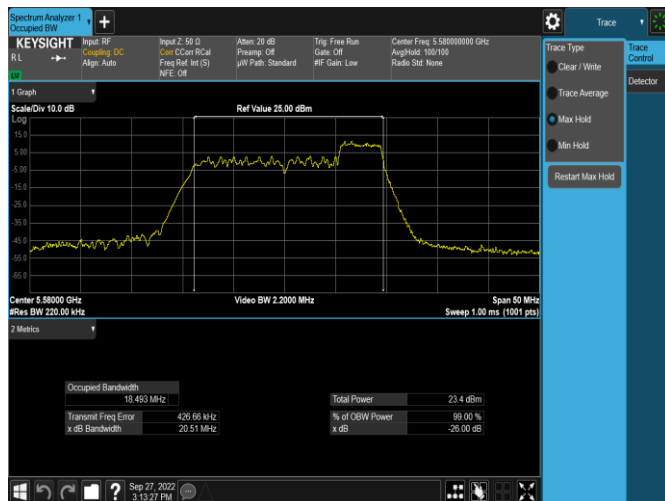 Spectrum Analyzer 1
Occupied BW
+
Trace
KEYSIGHT
R L
LM
Input: RF
Coupling: DC
Align: Auto
Input Z: 50 Ω
Corr CCorr RCal
Freq Ref: Int (S)
NFE: Off
Atten: 20 dB
Preamp: Off
µW Path: Standard
Trig: Free Run
Gate: Off
#IF Gain: Low
Center Freq: 5.580000000 GHz
Avg|Hold: 100/100
Radio Std: None
Trace Type
Clear / Write
Trace Average
Max Hold
Min Hold
Restart Max Hold
Trace
Control
Detector
1 Graph
Scale/Div 10.0 dB
Ref Value 25.00 dBm
Log
15.0
5.00
-5.00
-15.0
-25.0
-35.0
-45.0
-55.0
-65.0
Center 5.58000 GHz
#Res BW 220.00 kHz
Video BW 2.2000 MHz
Span 50 MHz
Sweep 1.00 ms (1001 pts)
2 Metrics
Occupied Bandwidth
18.493 MHz
Total Power 23.4 dBm
Transmit Freq Error 426.66 kHz
% of OBW Power 99.00 %
x dB Bandwidth 20.51 MHz
x dB -26.00 dB
?
Sep 27, 2022
3:13:27 PM